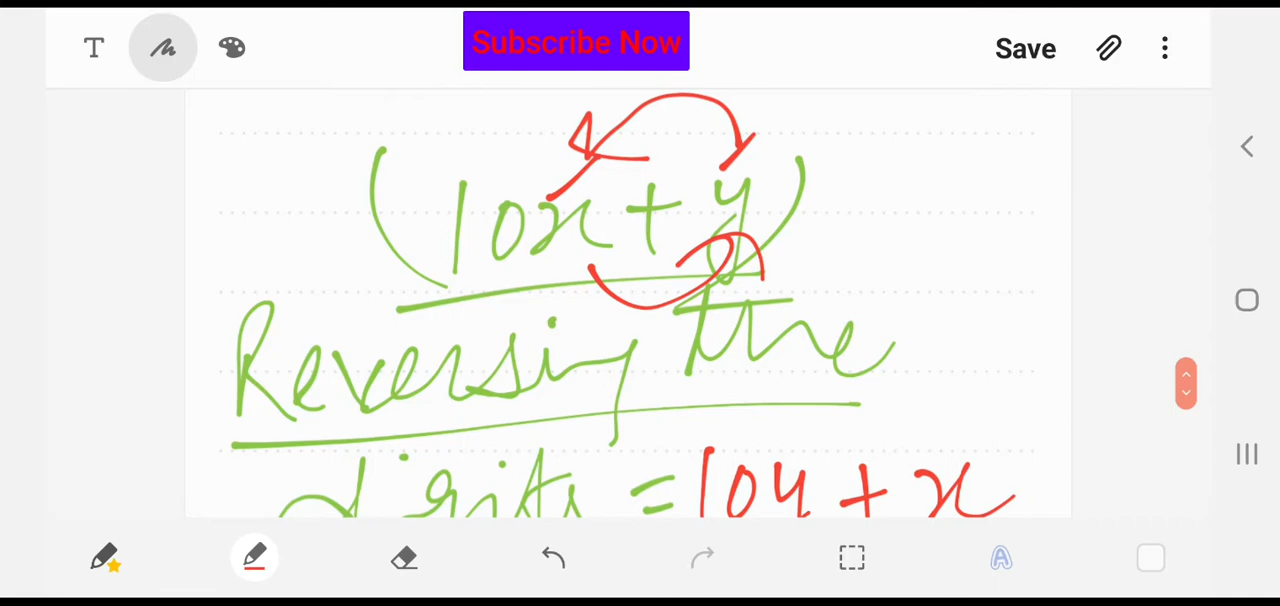 T
Subscribe Now
Save
(10x + y)
Reversing the
digits = 10y + x
A